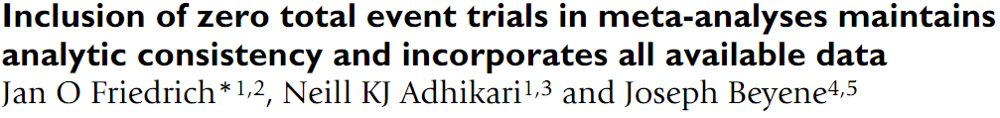 Inclusion of zero total event trials in meta-analyses maintains
analytic consistency and incorporates all available data
Jan O Friedrich*1,2, Neill KJ Adhikari1,3 and Joseph Beyene4,5